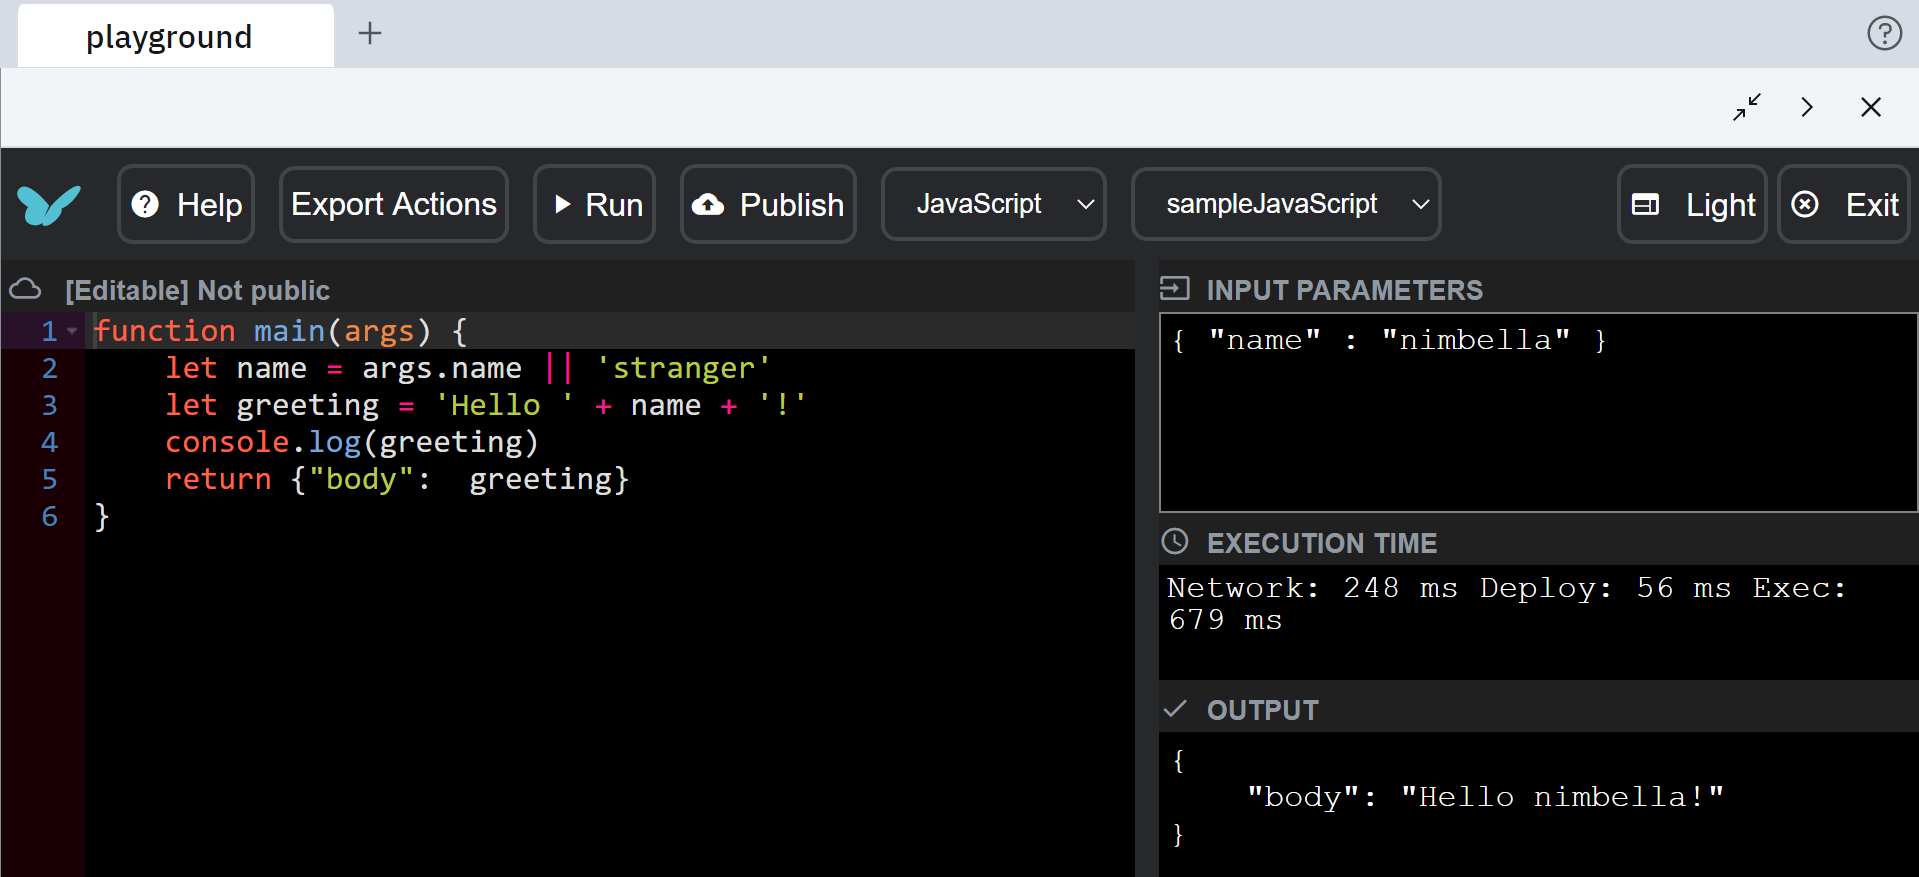 playground
Help
Export Actions
Run
Publish
JavaScript
sampleJavaScript
Light
Exit
[Editable] Not public
1 function main(args) {
2     let name = args.name || 'stranger'
3     let greeting = 'Hello ' + name + '!'
4     console.log(greeting)
5     return {"body":  greeting}
6 }
INPUT PARAMETERS
{ "name" : "nimbella" }
EXECUTION TIME
Network: 248 ms Deploy: 56 ms Exec:
679 ms
OUTPUT
{
    "body": "Hello nimbella!"
}